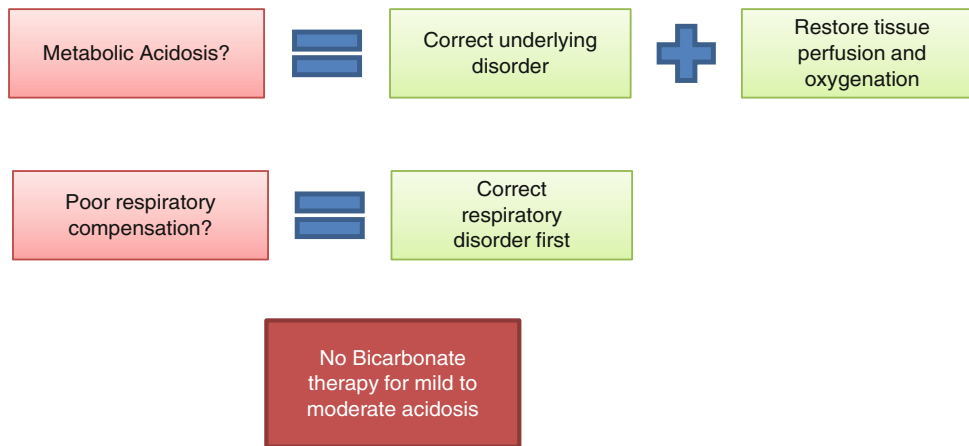 Metabolic Acidosis?
Correct underlying
disorder
Restore tissue
perfusion and
oxygenation
Poor respiratory
compensation?
Correct
respiratory
disorder first
No Bicarbonate
therapy for mild to
moderate acidosis